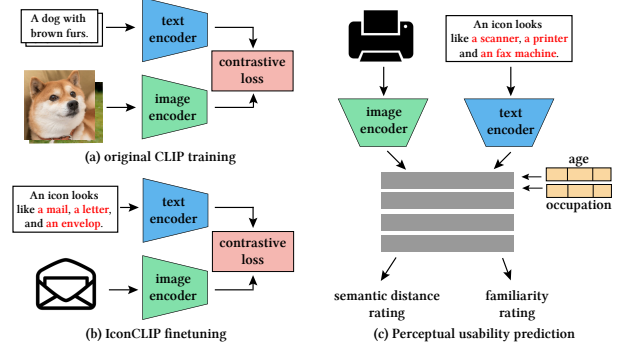 A dog with
brown furs.
text
encoder
contrastive
loss
image
encoder
(a) original CLIP training
An icon looks
like a mail, a letter,
and an envelop.
text
encoder
contrastive
loss
image
encoder
(b) IconCLIP finetuning
An icon looks
like a scanner, a printer
and an fax machine.
image
encoder
text
encoder
age
occupation
semantic distance
rating
familiarity
rating
(c) Perceptual usability prediction